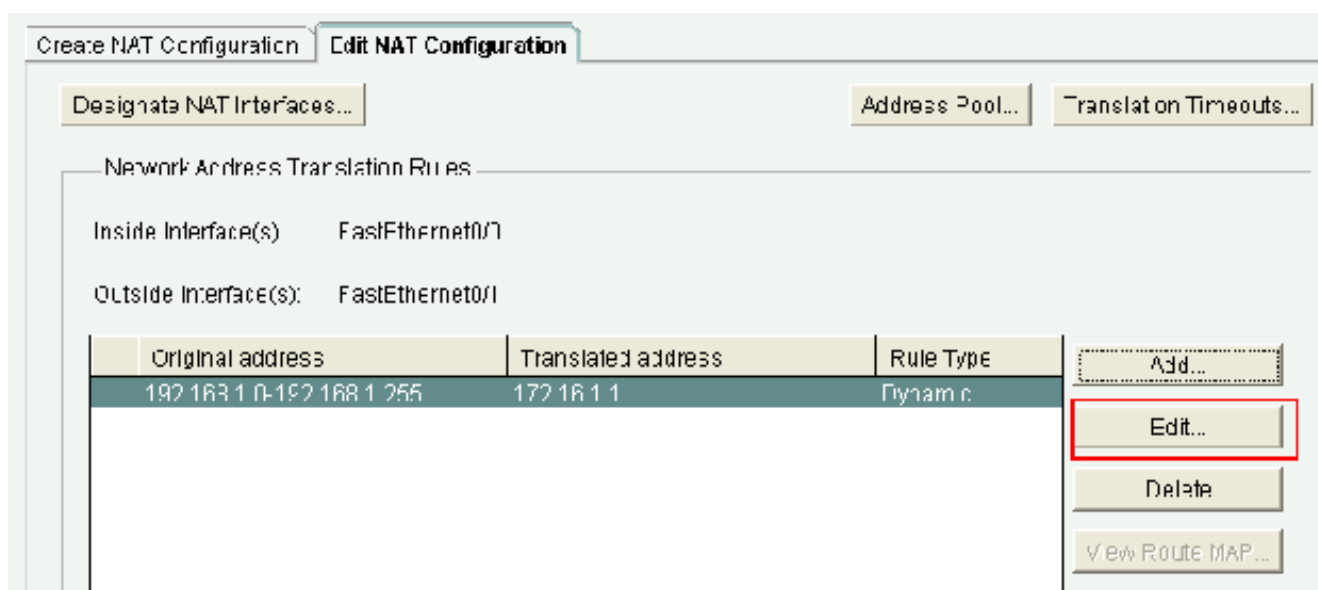 Create NAT Configuration Edit NAT Configuration
Designate NAT Interfaces... Address Pool... Translation Timeouts...
Network Address Translation Rules
Inside Interface(s) FastEthernet0/0
Outside Interface(s): FastEthernet0/1
Original address Translated address Rule Type
192.168.1.0-192.168.1.255 172.16.1.1 Dynamic
Add...
Edit...
Delete
View Route MAP...